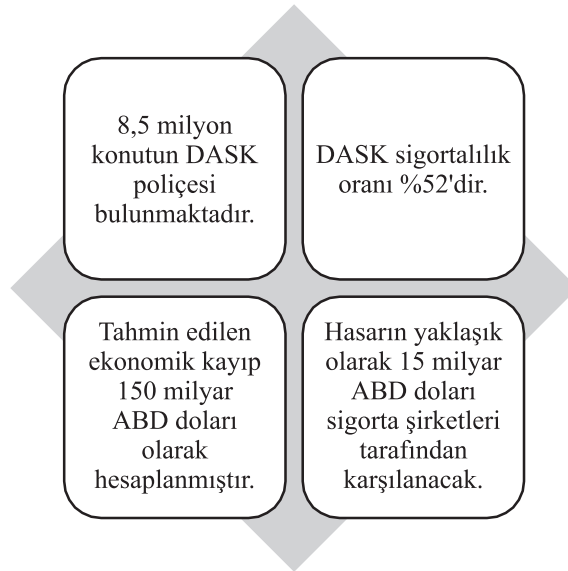 8,5 milyon
konutun DASK
poliçesi
bulunmaktadır.
DASK sigortalılık
oranı %52'dir.
Tahmin edilen
ekonomik kayıp
150 milyar
ABD doları
olarak
hesaplanmıştır.
Hasarın yaklaşık
olarak 15 milyar
ABD doları
sigorta şirketleri
tarafından
karşılanacak.